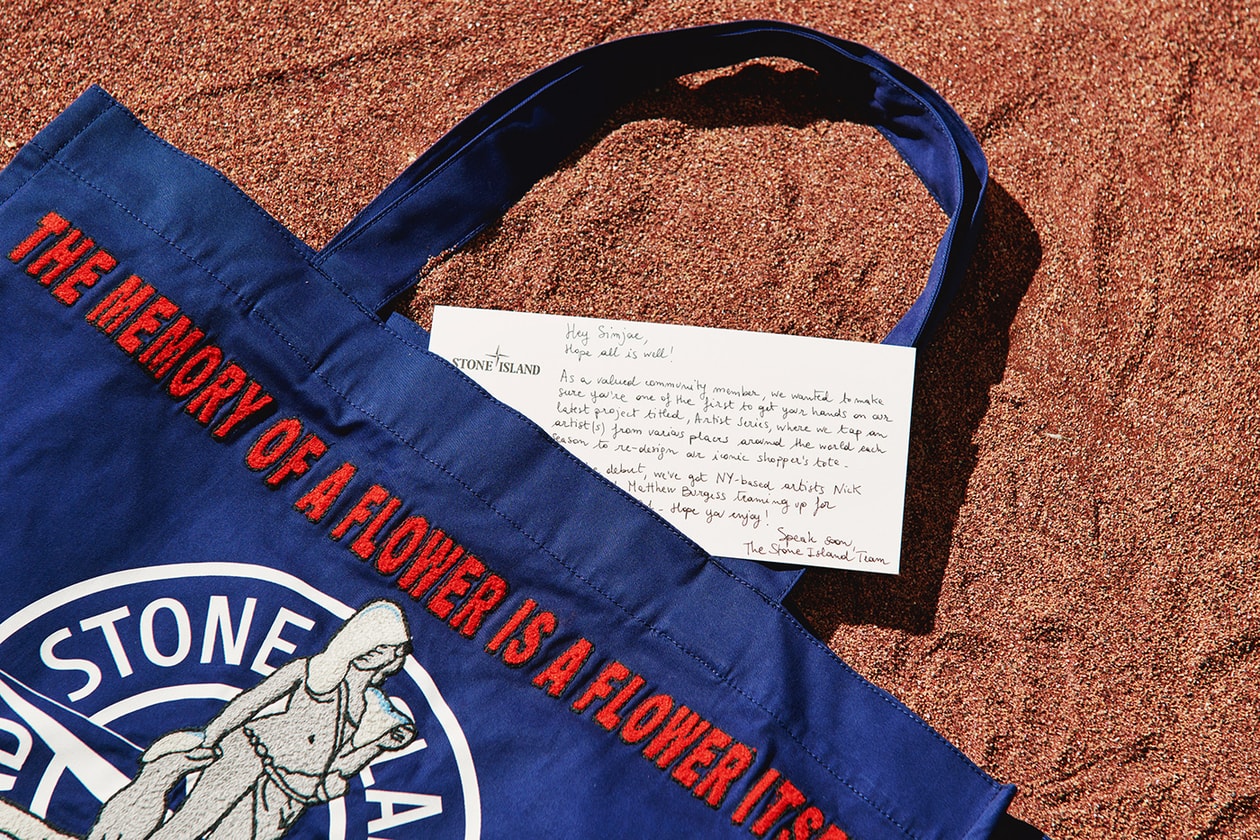 THE MEMORY OF A FLOWER IS A FLOWER ITSE
STONE ISLAND
Hey Simjae,
Hope all is well!
As a valued community member, we wanted to make
sure you're one of the first to get your hands on our
latest project titled, Artist Series, where we tap an
artist(s) from various places around the world each
season to re-design our iconic shopper's tote.
debut, we've got NY-based artists Nick
Matthew Burgess teaming up for
- Hope you enjoy!
Speak soon,
The Stone Island Team
STONE
LA